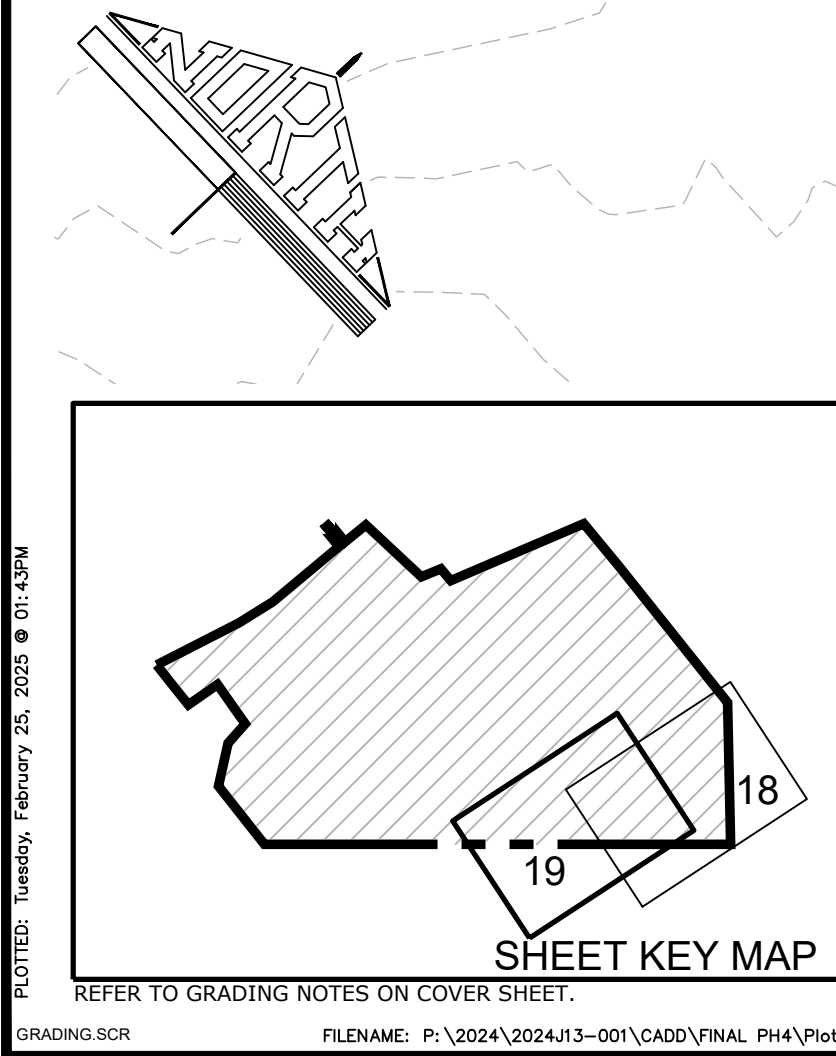 NORTH
18
19
SHEET KEY MAP
REFER TO GRADING NOTES ON COVER SHEET.
PLOTTED: Tuesday, February 25, 2025 @ 01:43PM
GRADING.SCR
FILENAME: P:\2024\2024J13-001\CADD\FINAL PH4\Plot